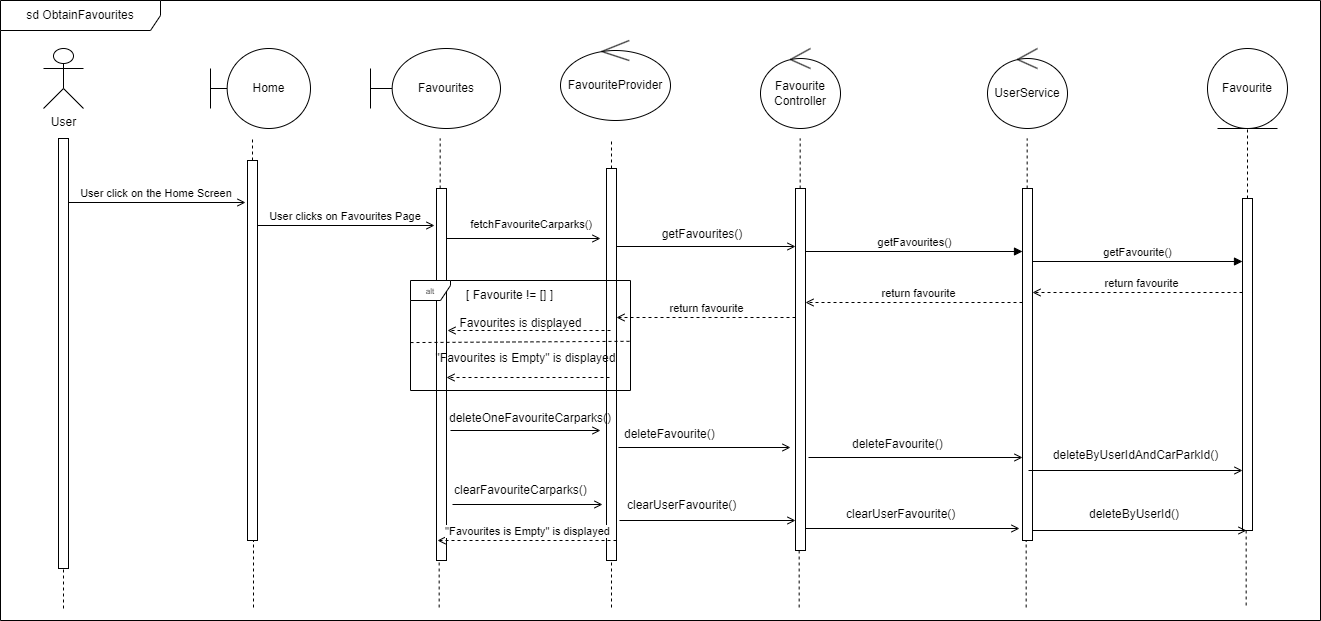 sd ObtainFavourites
User
Home
Favourites
FavouriteProvider
Favourite
Controller
UserService
Favourite
User click on the Home Screen
User clicks on Favourites Page
fetchFavouriteCarparks()
getFavourites()
getFavourites()
getFavourite()
return favourite
return favourite
return favourite
alt
[ Favourite != [] ]
Favourites is displayed
"Favourites is Empty" is displayed
deleteOneFavouriteCarparks()
deleteFavourite()
deleteFavourite()
deleteByUserIdAndCarParkId()
clearFavouriteCarparks()
clearUserFavourite()
clearUserFavourite()
deleteByUserId()
"Favourites is Empty" is displayed